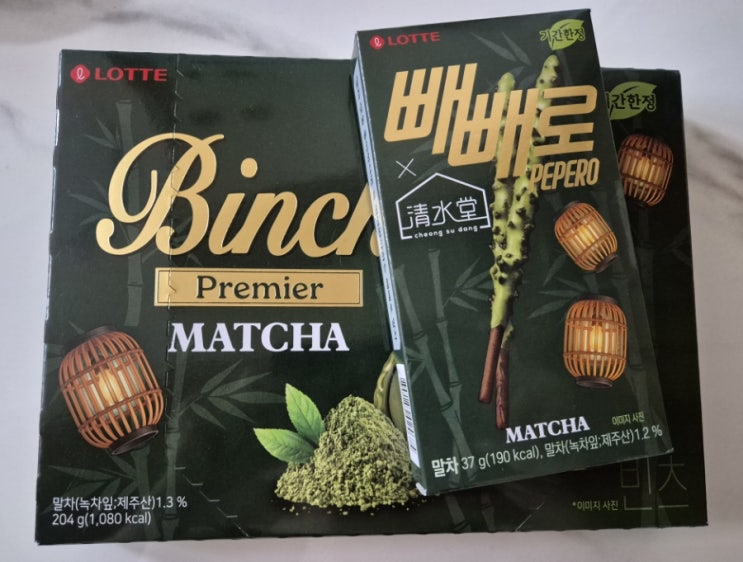 LOTTE
Binch
Premier
MATCHA
말차(녹차잎;제주산)1.3 %
204 g(1,080 kcal)
기간한정
빈츠
*이미지 사진
LOTTE
기간한정
빼빼로
PEPERO
×
清水堂
cheong su dang
MATCHA
이미지 사진
말차 37 g(190 kcal), 말차(녹차잎;제주산)1.2 %